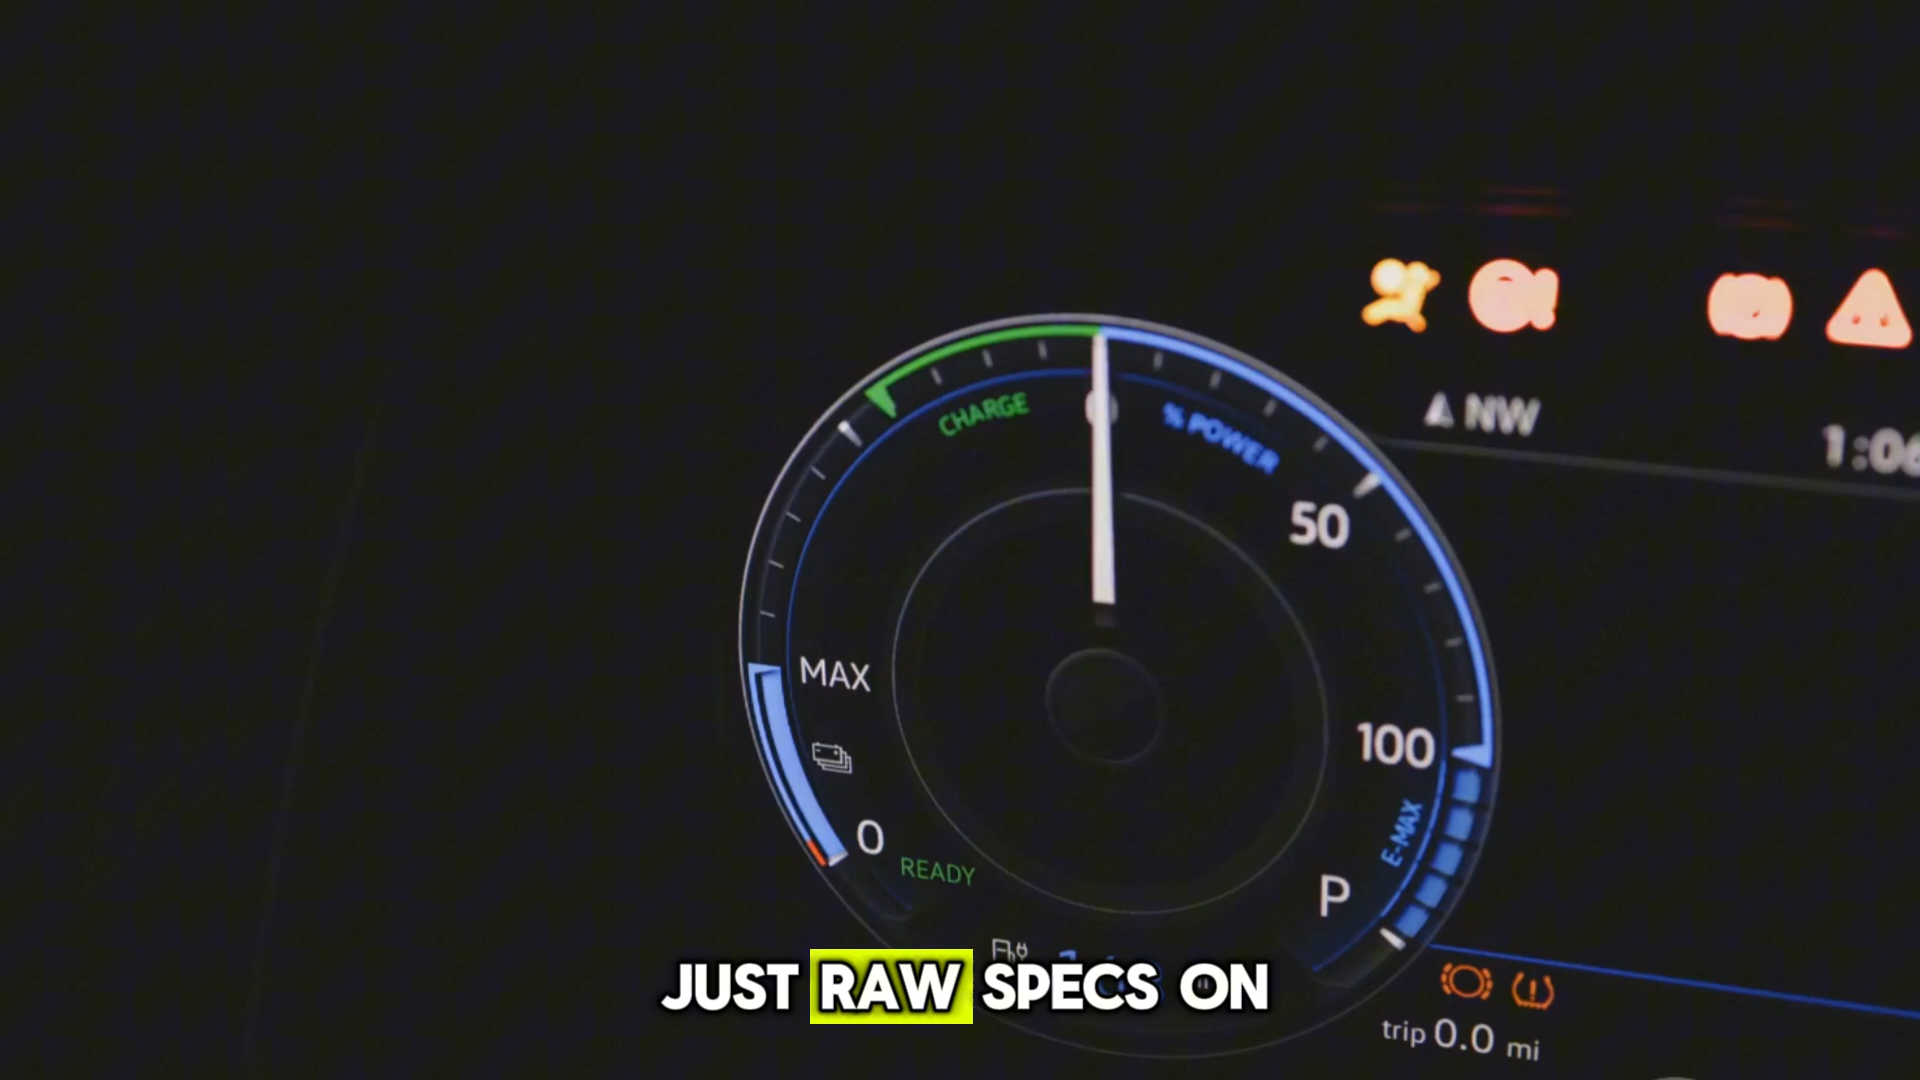 NW
CHARGE
% POWER
50
MAX
100
E-MAX
0
READY
P
JUST RAW SPECS ON
trip 0.0 mi